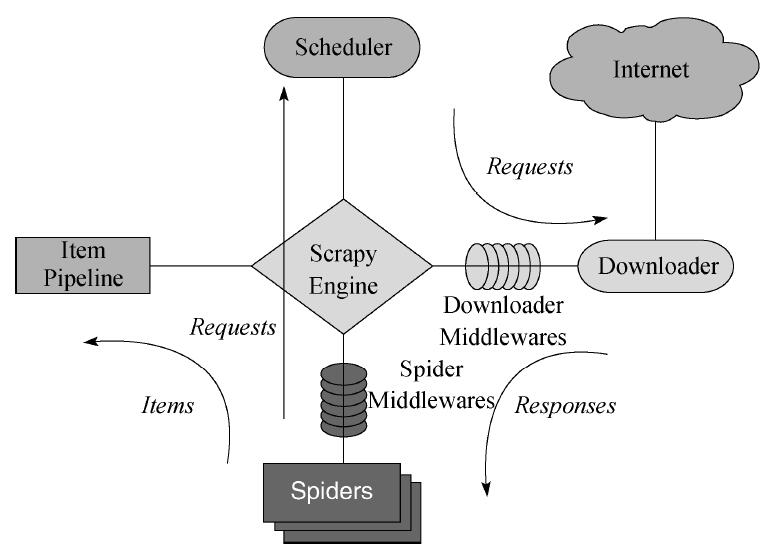 Scheduler
Internet
Requests
Item
Pipeline
Scrapy
Engine
Downloader
Downloader
Middlewares
Requests
Spider
Middlewares
Items
Responses
Spiders